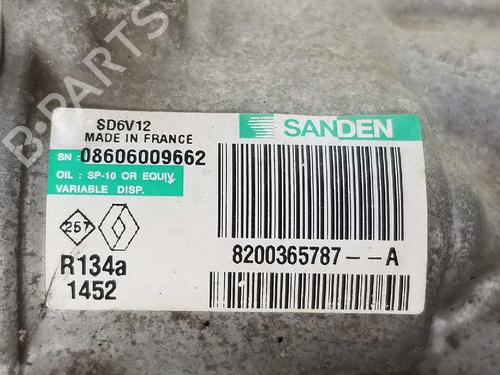 B-PARTS
SD6V12
MADE IN FRANCE
SANDEN
SN: 08606009662
OIL : SP-10 OR EQUIV.
VARIABLE DISP.
257
R134a
1452
8200365787--A